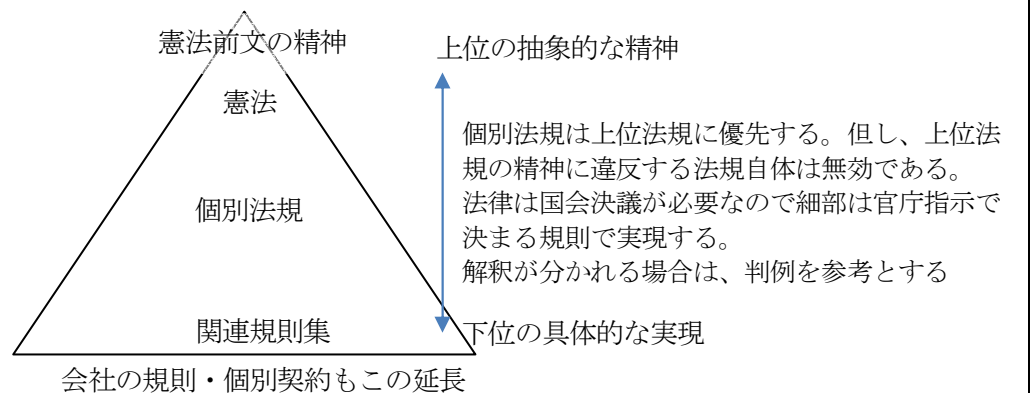 憲法前文の精神
上位の抽象的な精神
憲法
個別法規は上位法規に優先する。但し、上位法
規の精神に違反する法規自体は無効である。
法律は国会決議が必要なので細部は官庁指示で
決まる規則で実現する。
解釈が分かれる場合は、判例を参考とする
個別法規
関連規則集
下位の具体的な実現
会社の規則・個別契約もこの延長